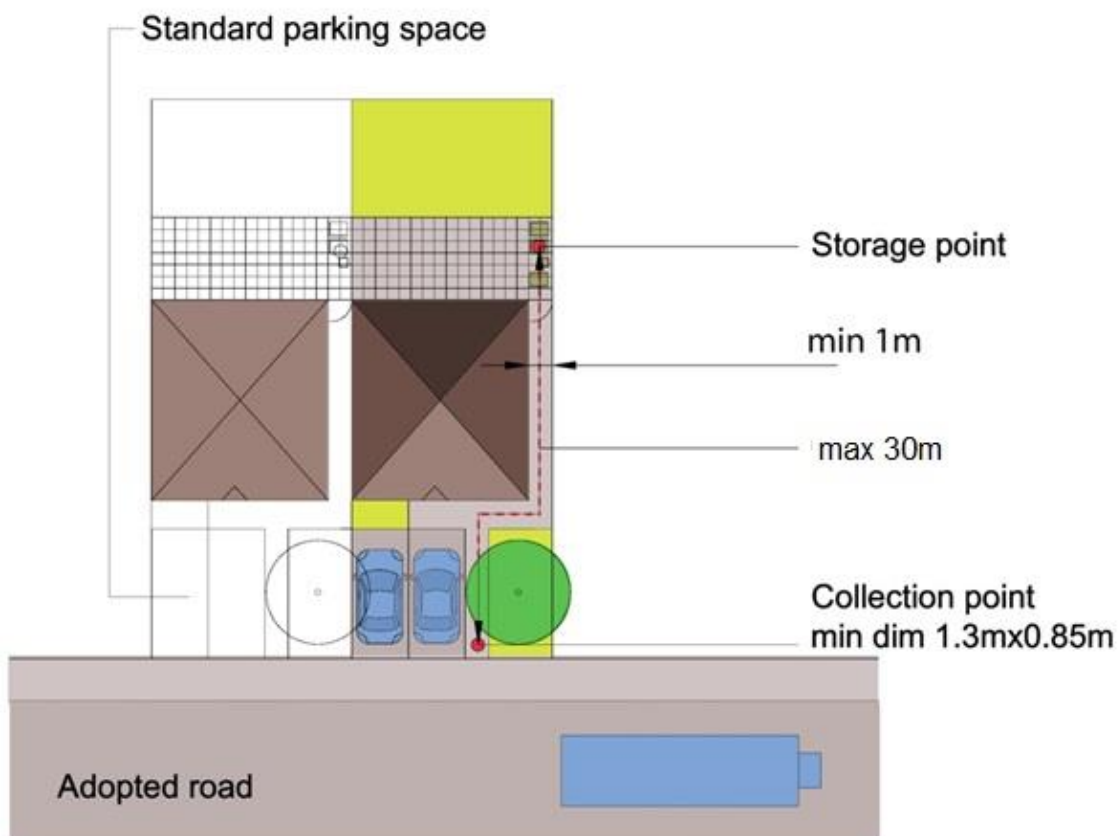 Standard parking space
Storage point
min 1m
max 30m
Collection point
min dim 1.3mx0.85m
Adopted road